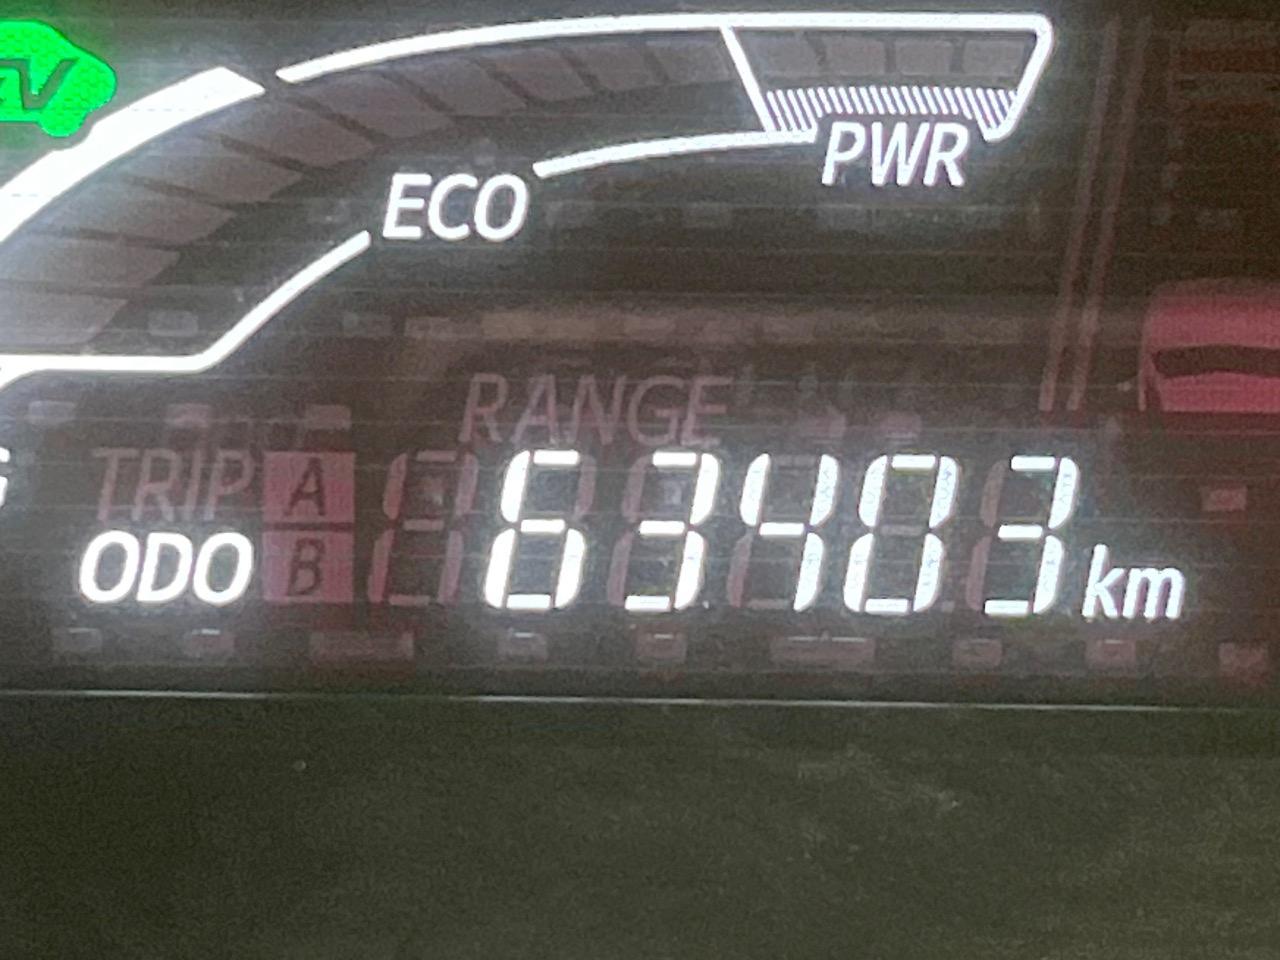 PWR
ECO
RANGE
TRIP A
ODO B 63403 km